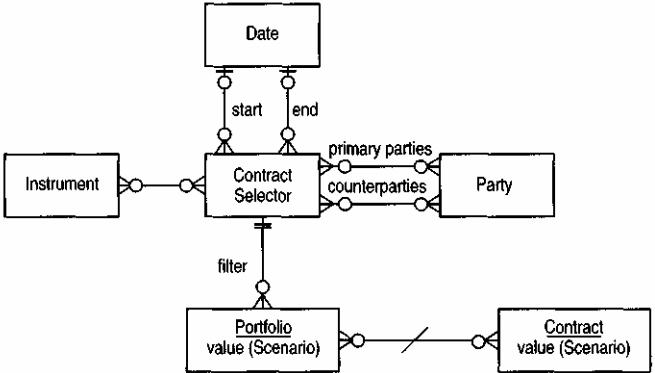 Date
start
end
primary parties
Instrument
Contract
Selector
counterparties
Party
filter
Portfolio
value (Scenario)
Contract
value (Scenario)